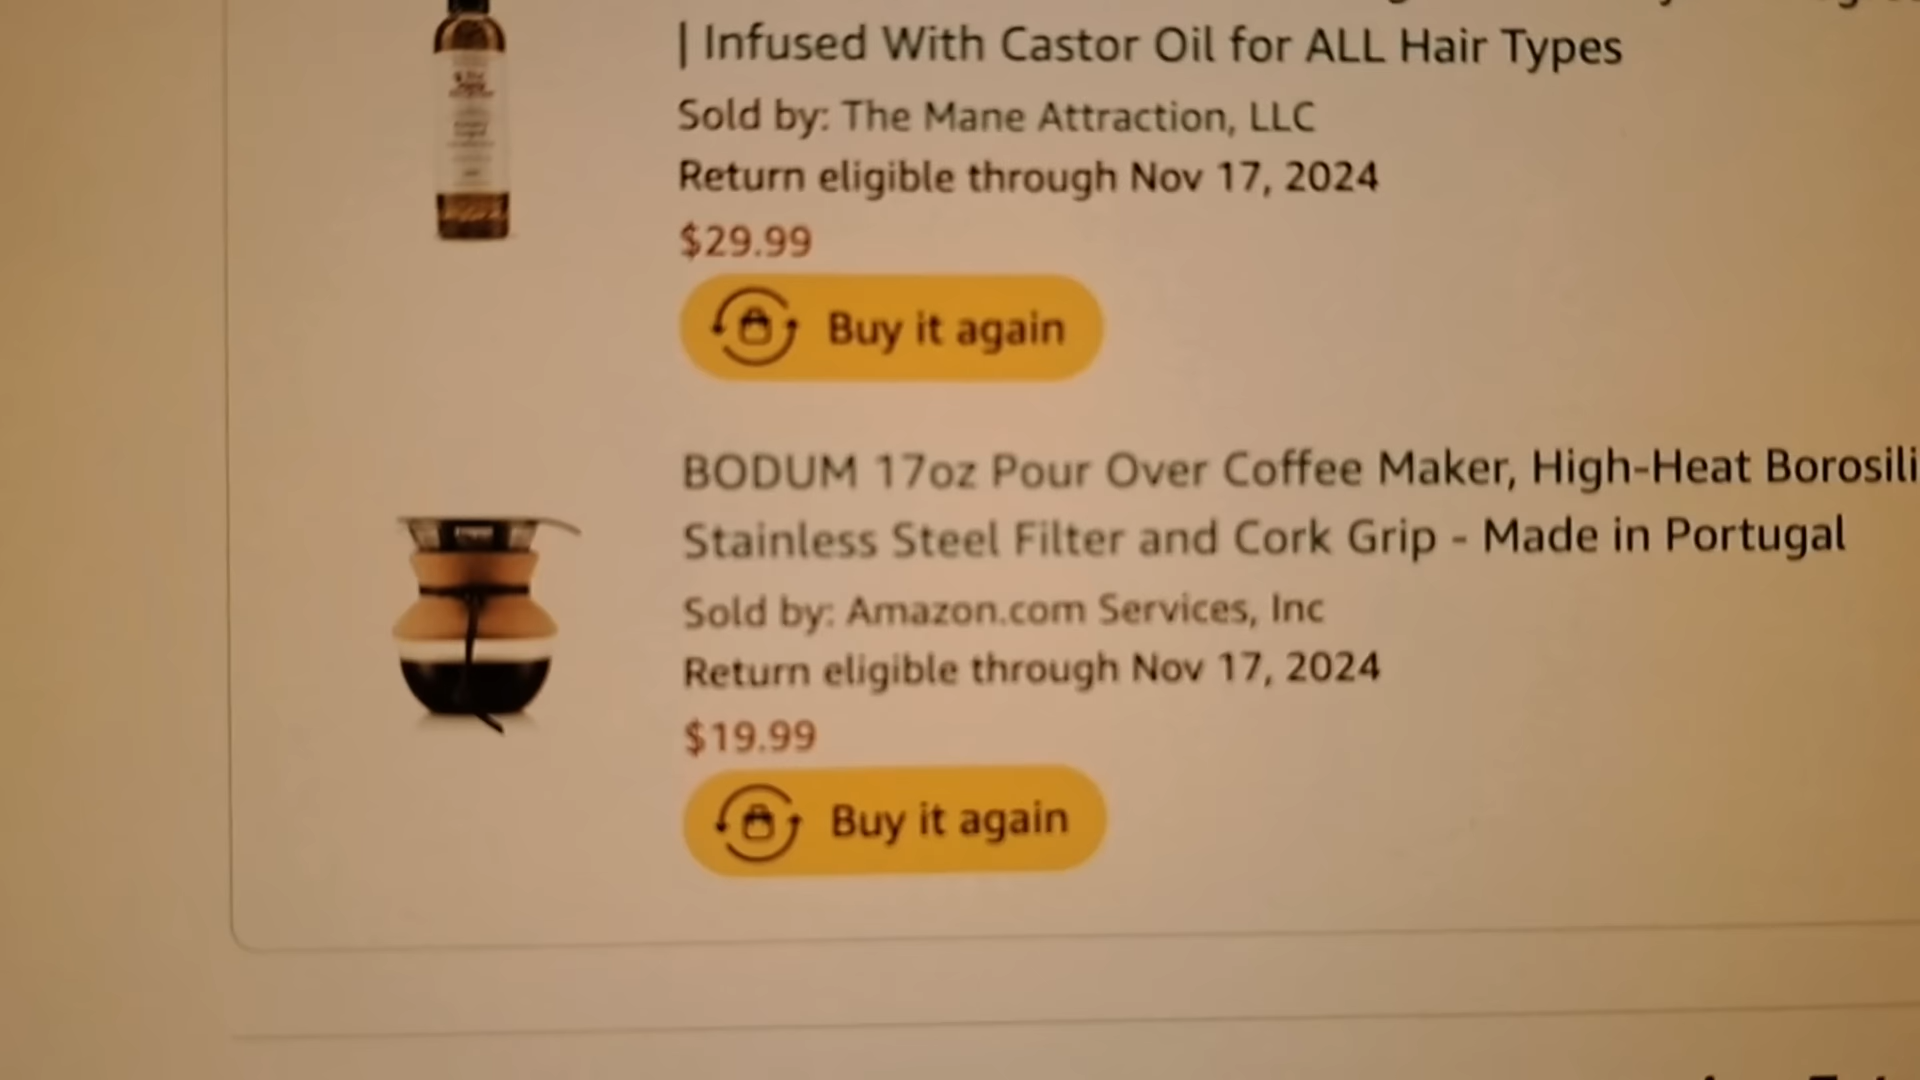 | Infused With Castor Oil for ALL Hair Types
Sold by: The Mane Attraction, LLC
Return eligible through Nov 17, 2024
$29.99
Buy it again
BODUM 17oz Pour Over Coffee Maker, High-Heat Borosili
Stainless Steel Filter and Cork Grip - Made in Portugal
Sold by: Amazon.com Services, Inc
Return eligible through Nov 17, 2024
$19.99
Buy it again